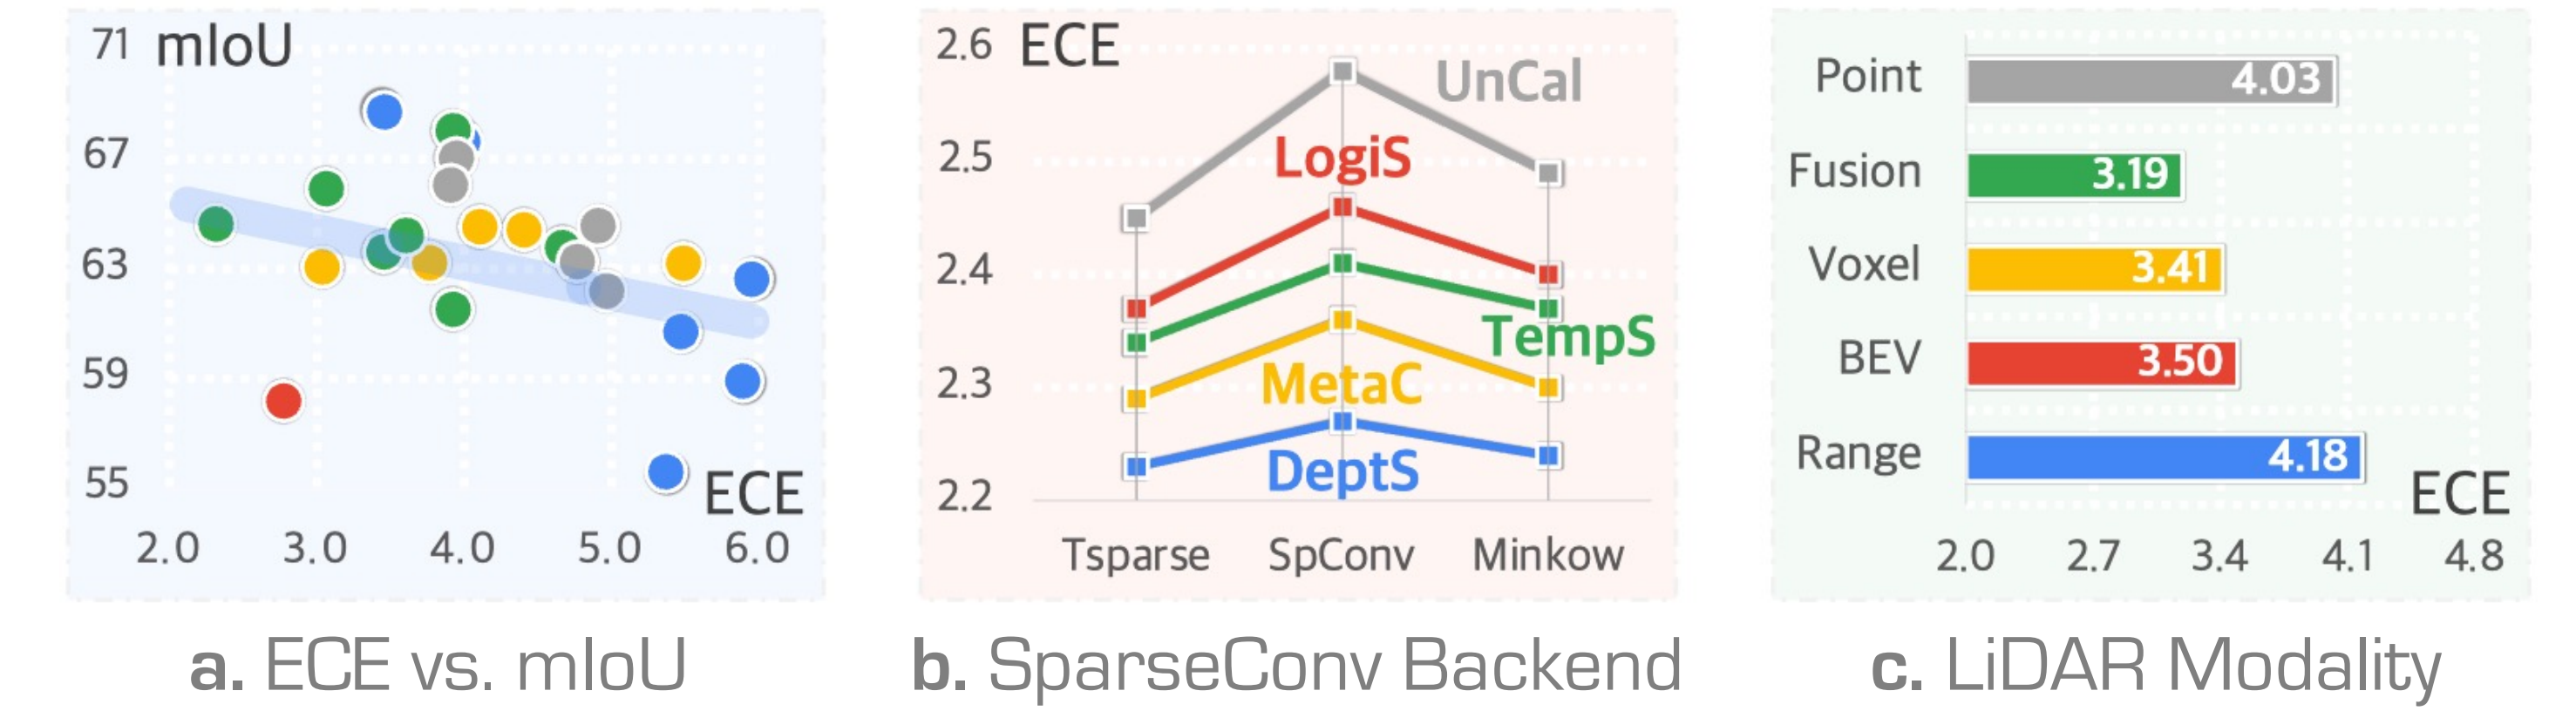 71 mIoU
67
63
59
55
ECE
2.0 3.0 4.0 5.0 6.0
a. ECE vs. mIoU
2.6 ECE
2.5
2.4
2.3
2.2
UnCal
LogiS
TempS
MetaC
DeptS
Tsparse SpConv Minkow
b. SparseConv Backend
Point 4.03
Fusion 3.19
Voxel 3.41
BEV 3.50
Range 4.18
ECE
2.0 2.7 3.4 4.1 4.8
c. LiDAR Modality